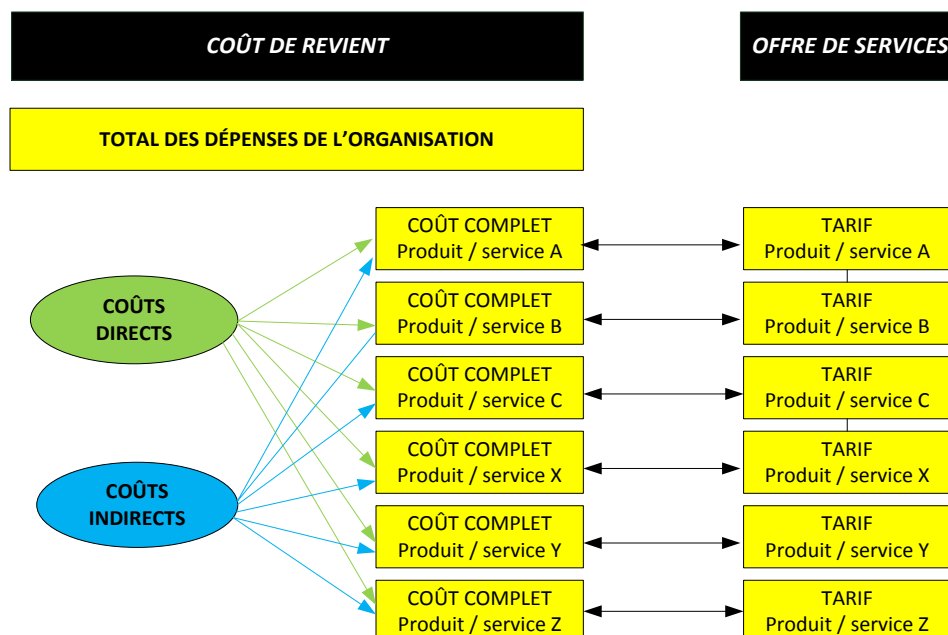 COÛT DE REVIENT
OFFRE DE SERVICES
TOTAL DES DÉPENSES DE L’ORGANISATION
COÛTS
DIRECTS
COÛTS
INDIRECTS
COÛT COMPLET
Produit / service A
TARIF
Produit / service A
COÛT COMPLET
Produit / service B
TARIF
Produit / service B
COÛT COMPLET
Produit / service C
TARIF
Produit / service C
COÛT COMPLET
Produit / service X
TARIF
Produit / service X
COÛT COMPLET
Produit / service Y
TARIF
Produit / service Y
COÛT COMPLET
Produit / service Z
TARIF
Produit / service Z